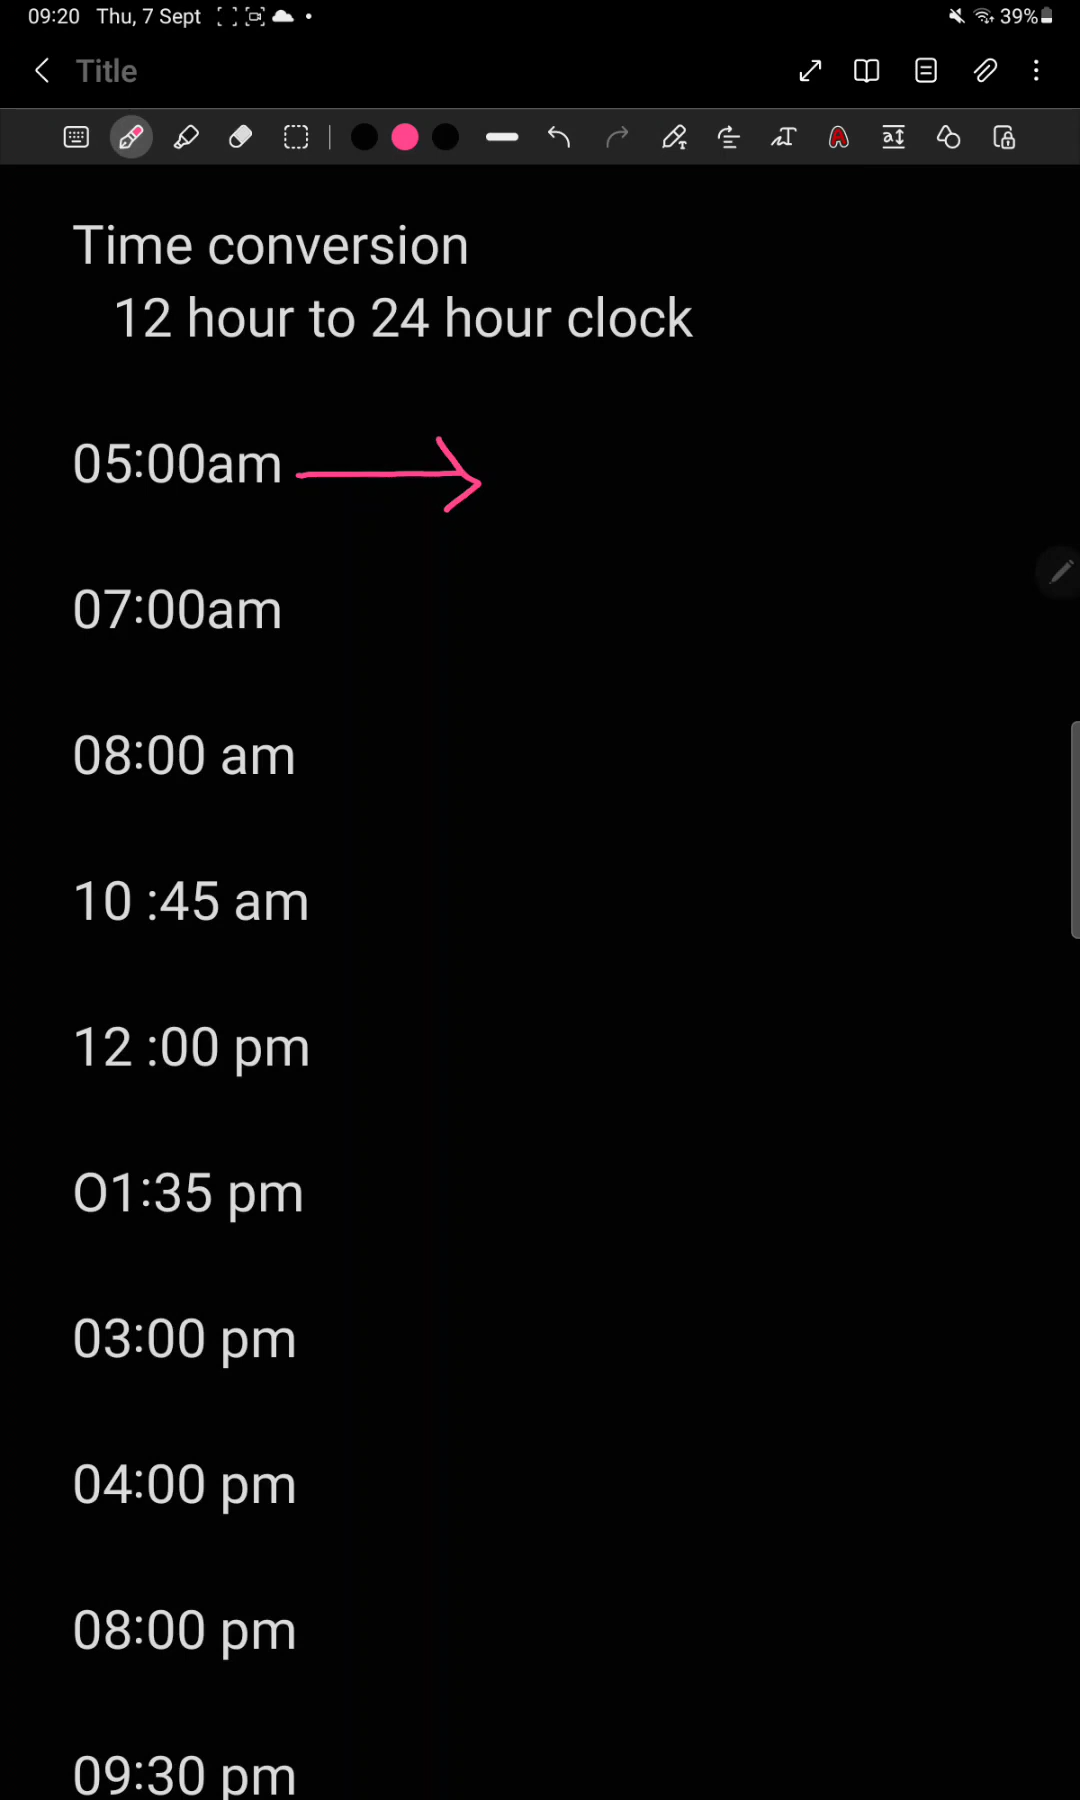 09:20 Thu, 7 Sept 39%
Title
Time conversion
12 hour to 24 hour clock
05:00am
07:00am
08:00 am
10 :45 am
12 :00 pm
O1:35 pm
03:00 pm
04:00 pm
08:00 pm
09:30 pm